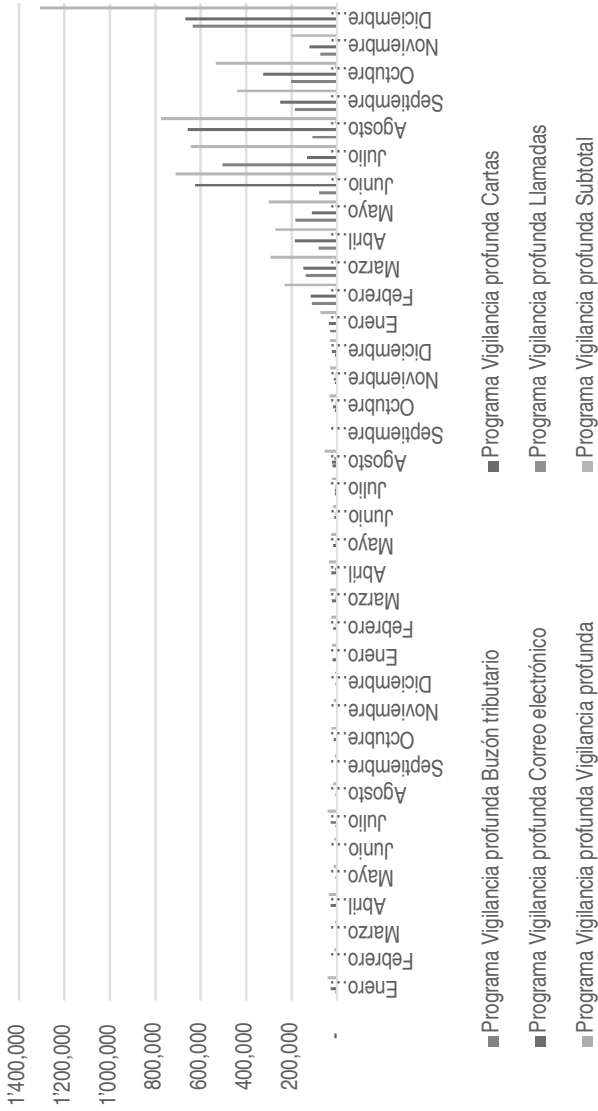 1'400,000
1'200,000
1'000,000
800,000
600,000
400,000
200,000
-
Enero
Febrero
Marzo
Abril
Mayo
Junio
Julio
Agosto
Septiembre
Octubre
Noviembre
Diciembre
Enero
Febrero
Marzo
Abril
Mayo
Junio
Julio
Agosto
Septiembre
Octubre
Noviembre
Diciembre
Enero
Febrero
Marzo
Abril
Mayo
Junio
Julio
Agosto
Septiembre
Octubre
Noviembre
Diciembre
Programa Vigilancia profunda Buzón tributario
Programa Vigilancia profunda Cartas
Programa Vigilancia profunda Correo electrónico
Programa Vigilancia profunda Llamadas
Programa Vigilancia profunda Vigilancia profunda
Programa Vigilancia profunda Subtotal